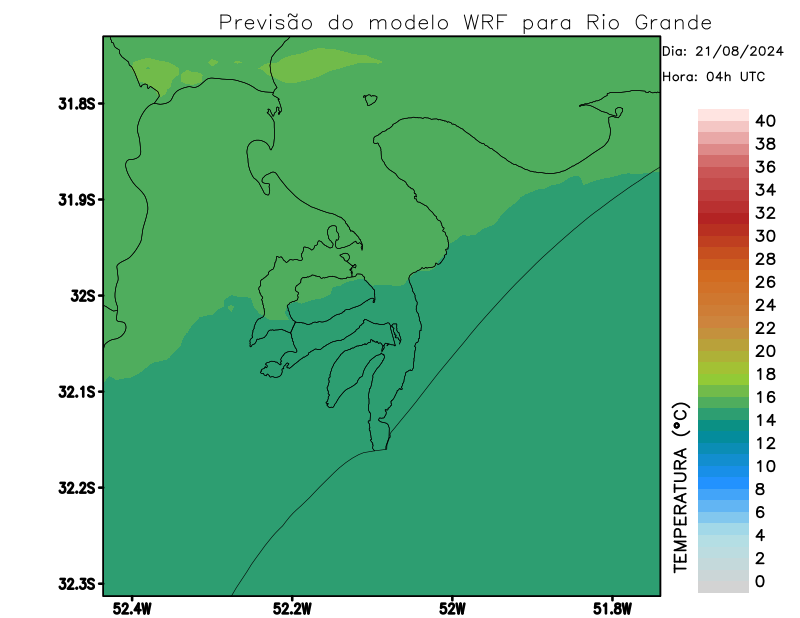 Previsão do modelo WRF para Rio Grande
Dia: 21/08/2024
Hora: 04h UTC
31.8S
31.9S
32S
32.1S
32.2S
32.3S
52.4W
52.2W
52W
51.8W
TEMPERATURA (°C)
40
38
36
34
32
30
28
26
24
22
20
18
16
14
12
10
8
6
4
2
0